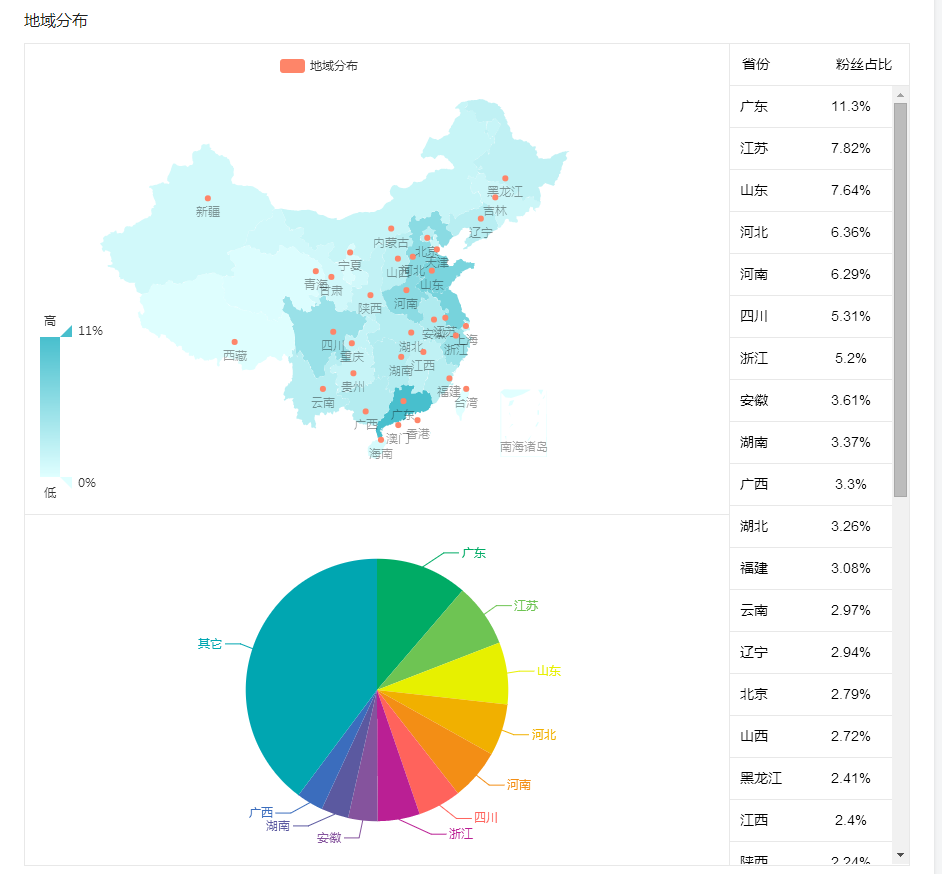 地域分布
地域分布
新疆
黑龙江
吉林
辽宁
内蒙古
北京
天津
宁夏
山西
河北
山东
青海
甘肃
陕西
河南
四川
重庆
湖北
安徽
江苏
上海
浙江
西藏
湖南
江西
贵州
云南
福建
台湾
广西
广东
香港
澳门
海南
南海诸岛
高
11%
0%
低
广东
江苏
山东
河北
河南
四川
浙江
安徽
湖南
广西
其它
省份 粉丝占比
广东 11.3%
江苏 7.82%
山东 7.64%
河北 6.36%
河南 6.29%
四川 5.31%
浙江 5.2%
安徽 3.61%
湖南 3.37%
广西 3.3%
湖北 3.26%
福建 3.08%
云南 2.97%
辽宁 2.94%
北京 2.79%
山西 2.72%
黑龙江 2.41%
江西 2.4%
陕西 2.24%